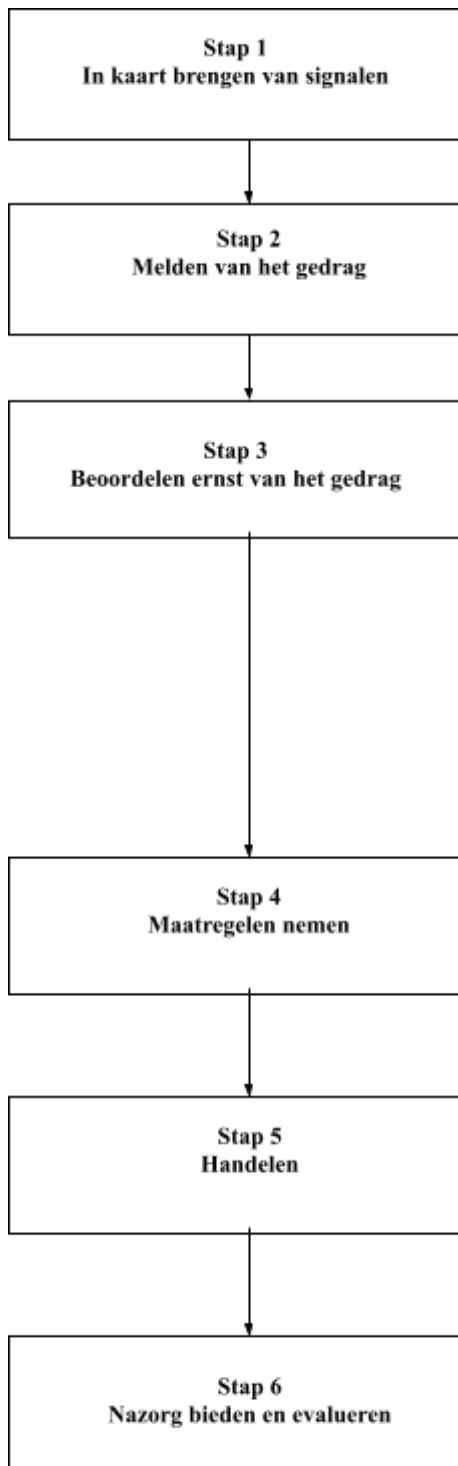 Stap 1
In kaart brengen van signalen
Stap 2
Melden van het gedrag
Stap 3
Beoordelen ernst van het gedrag
Stap 4
Maatregelen nemen
Stap 5
Handelen
Stap 6
Nazorg bieden en evalueren